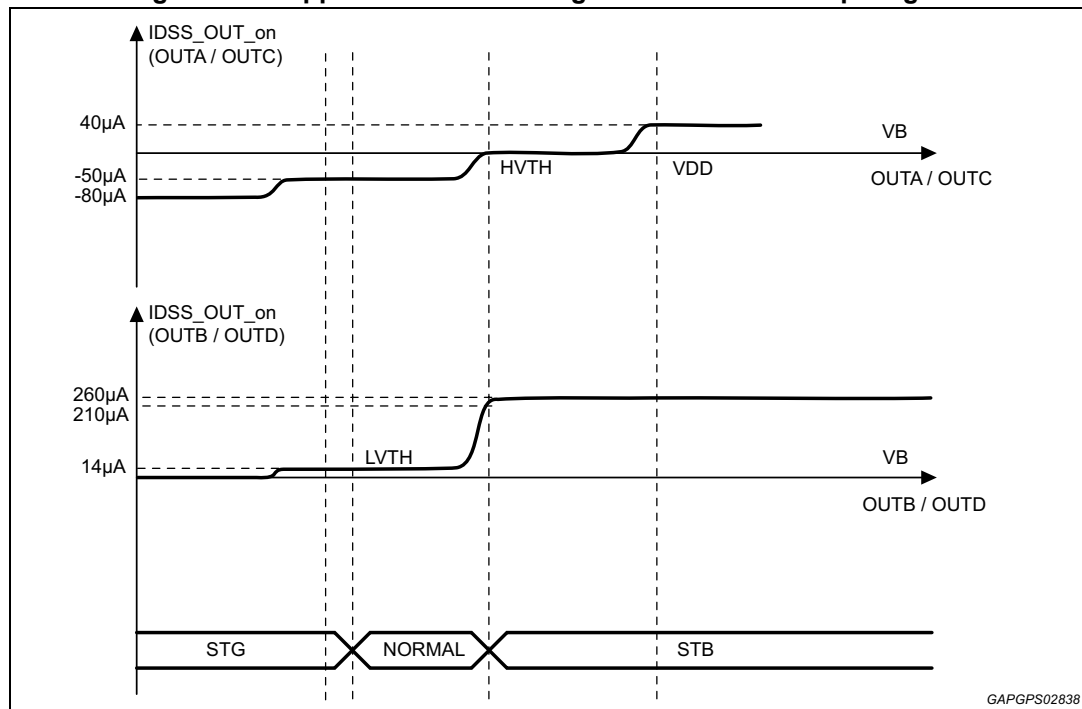 IDSS_OUT_on
(OUTA / OUTC)
40µA
VB
HVTH
VDD
-50µA
OUTA / OUTC
-80µA
IDSS_OUT_on
(OUTB / OUTD)
260µA
210µA
LVTH
14µA
VB
OUTB / OUTD
STG
NORMAL
STB
GAPGPS02838